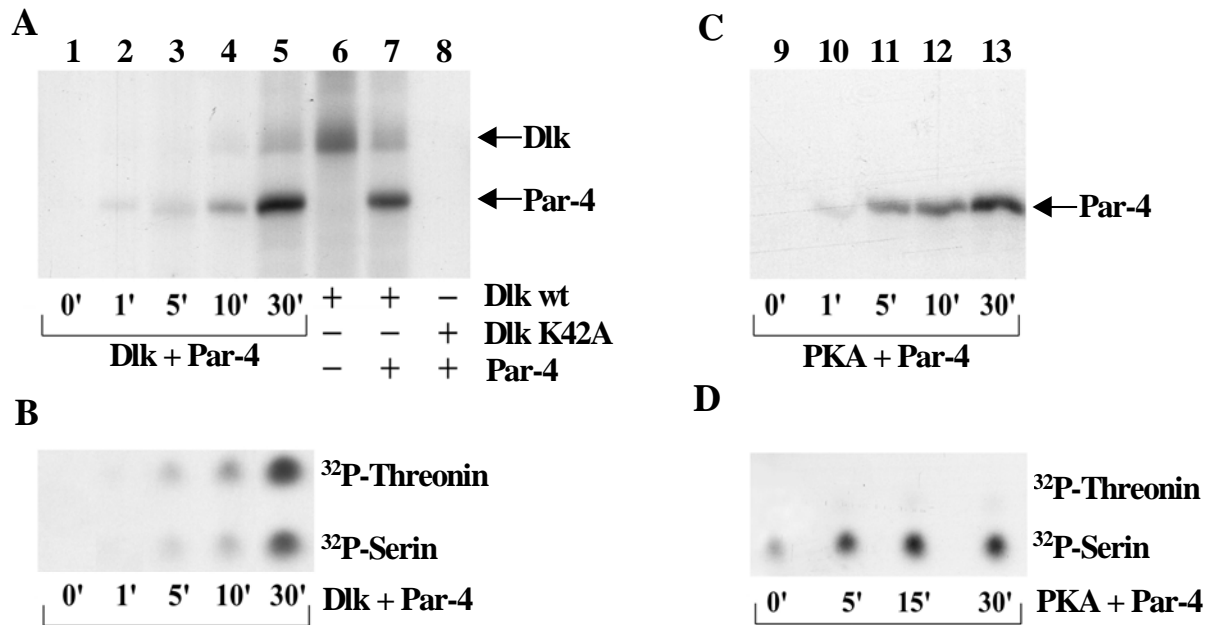 A
1 2 3 4 5 6 7 8
Dlk
Par-4
0' 1' 5' 10' 30' + + − Dlk wt
− − + Dlk K42A
Dlk + Par-4
− + + Par-4
B
32P-Threonin
32P-Serin
0' 1' 5' 10' 30' Dlk + Par-4
C
9 10 11 12 13
Par-4
0' 1' 5' 10' 30'
PKA + Par-4
D
32P-Threonin
32P-Serin
0' 5' 15' 30' PKA + Par-4